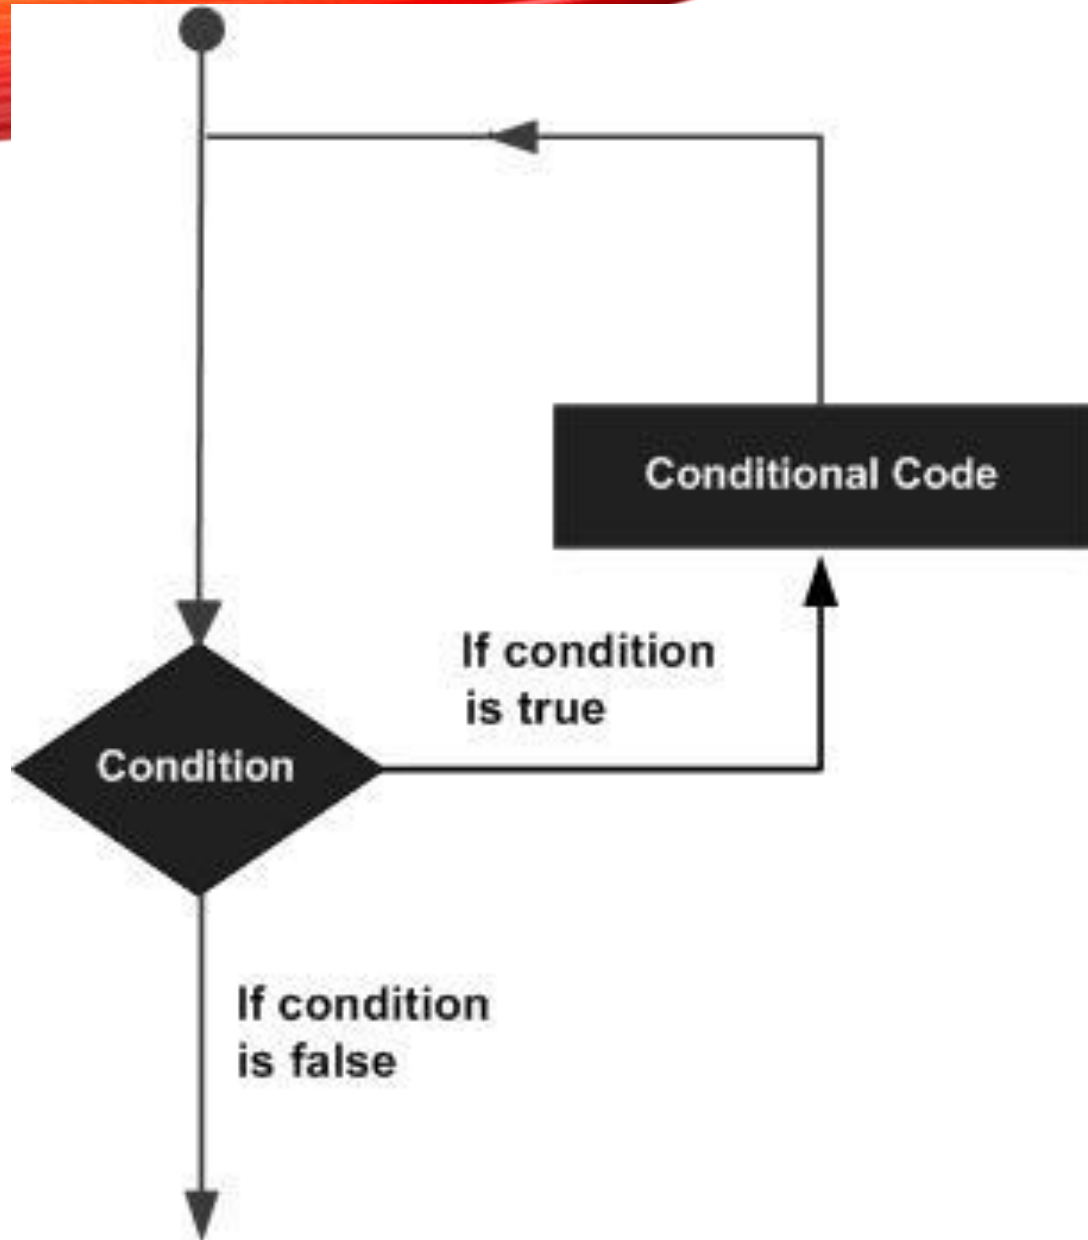 Conditional Code
If condition
is true
Condition
If condition
is false